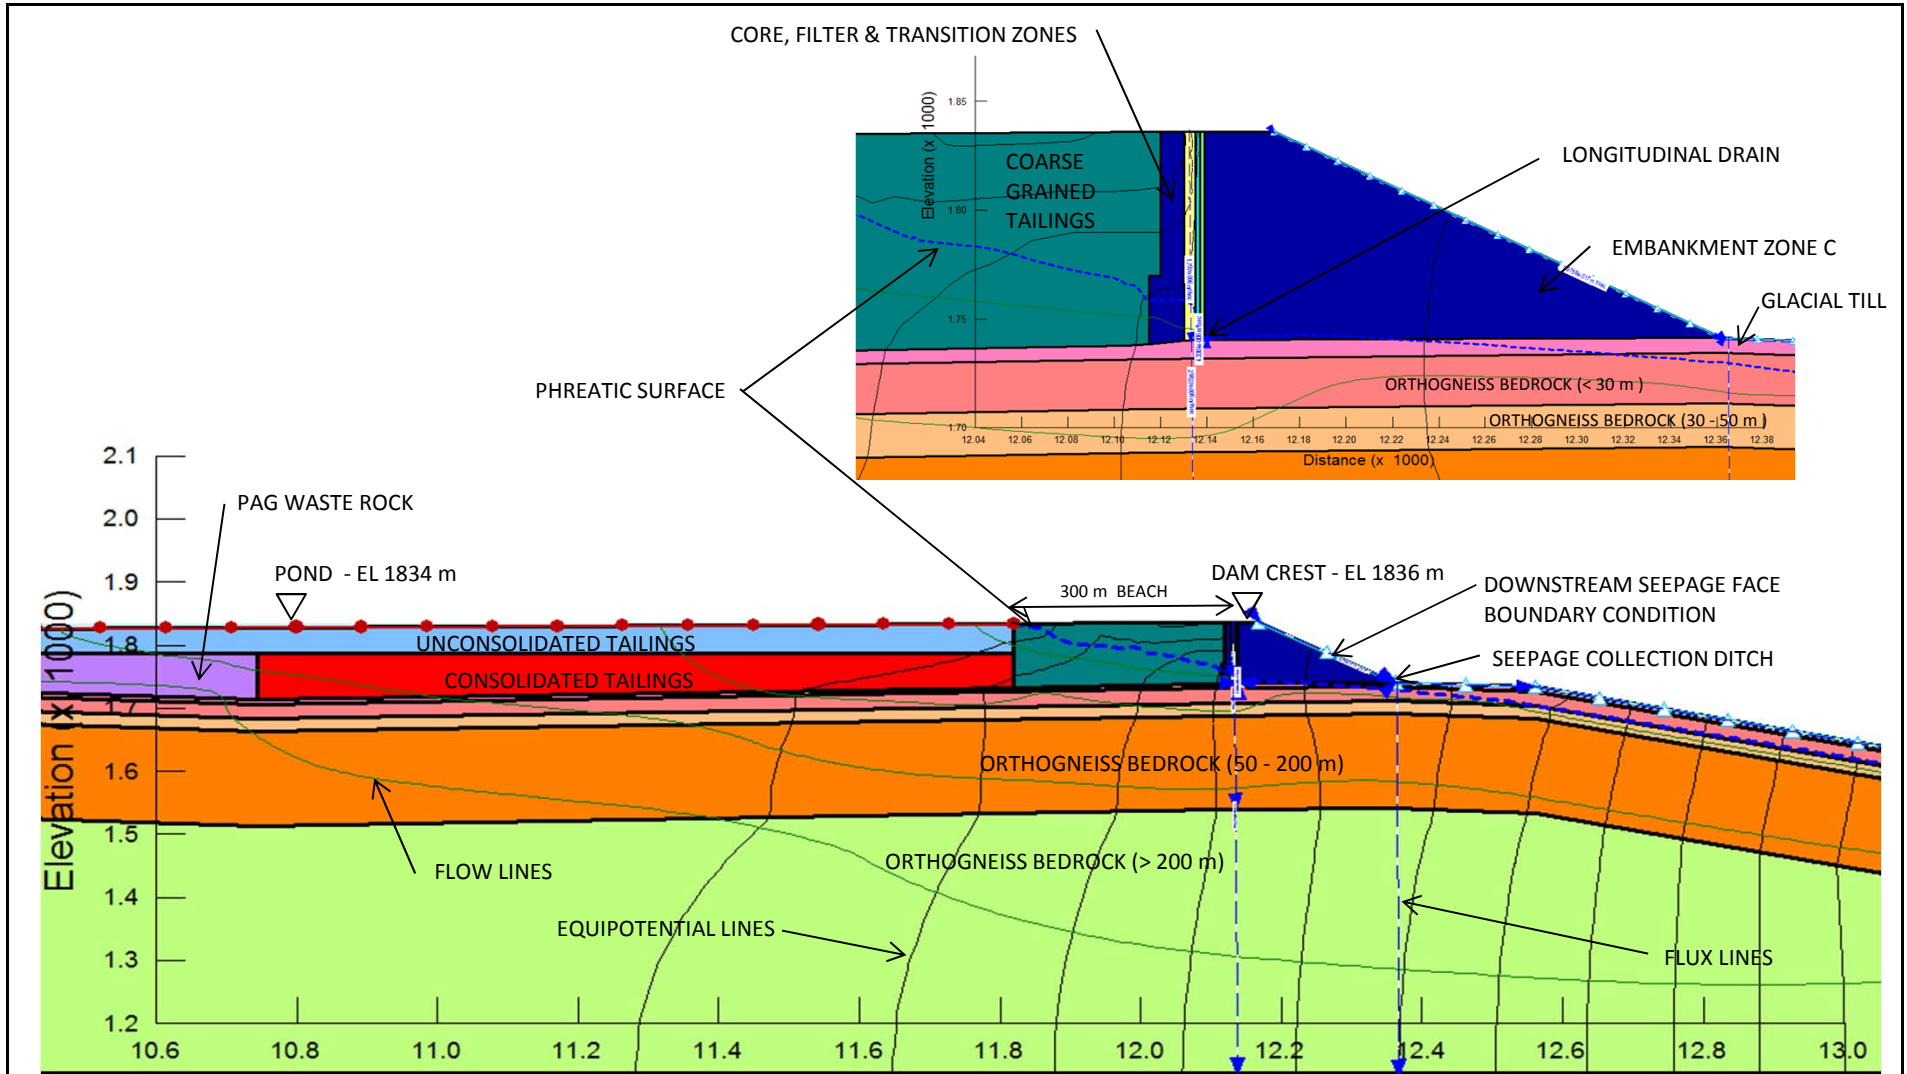 CORE, FILTER & TRANSITION ZONES
Elevation (x 1000)
1.85
1.80
1.75
1.70
COARSE
GRAINED
TAILINGS
LONGITUDINAL DRAIN
EMBANKMENT ZONE C
GLACIAL TILL
PHREATIC SURFACE
ORTHOGNEISS BEDROCK (< 30 m )
ORTHOGNEISS BEDROCK (30 - 50 m )
12.04 12.06 12.08 12.10 12.12 12.14 12.16 12.18 12.20 12.22 12.24 12.26 12.28 12.30 12.32 12.34 12.36 12.38
Distance (x 1000)
2.1
2.0
1.9
1.8
1.7
1.6
1.5
1.4
1.3
1.2
Elevation (x 1000)
PAG WASTE ROCK
POND - EL 1834 m
300 m BEACH
DAM CREST - EL 1836 m
DOWNSTREAM SEEPAGE FACE
BOUNDARY CONDITION
UNCONSOLIDATED TAILINGS
SEEPAGE COLLECTION DITCH
CONSOLIDATED TAILINGS
ORTHOGNEISS BEDROCK (50 - 200 m)
FLOW LINES
ORTHOGNEISS BEDROCK (> 200 m)
EQUIPOTENTIAL LINES
FLUX LINES
10.6 10.8 11.0 11.2 11.4 11.6 11.8 12.0 12.2 12.4 12.6 12.8 13.0